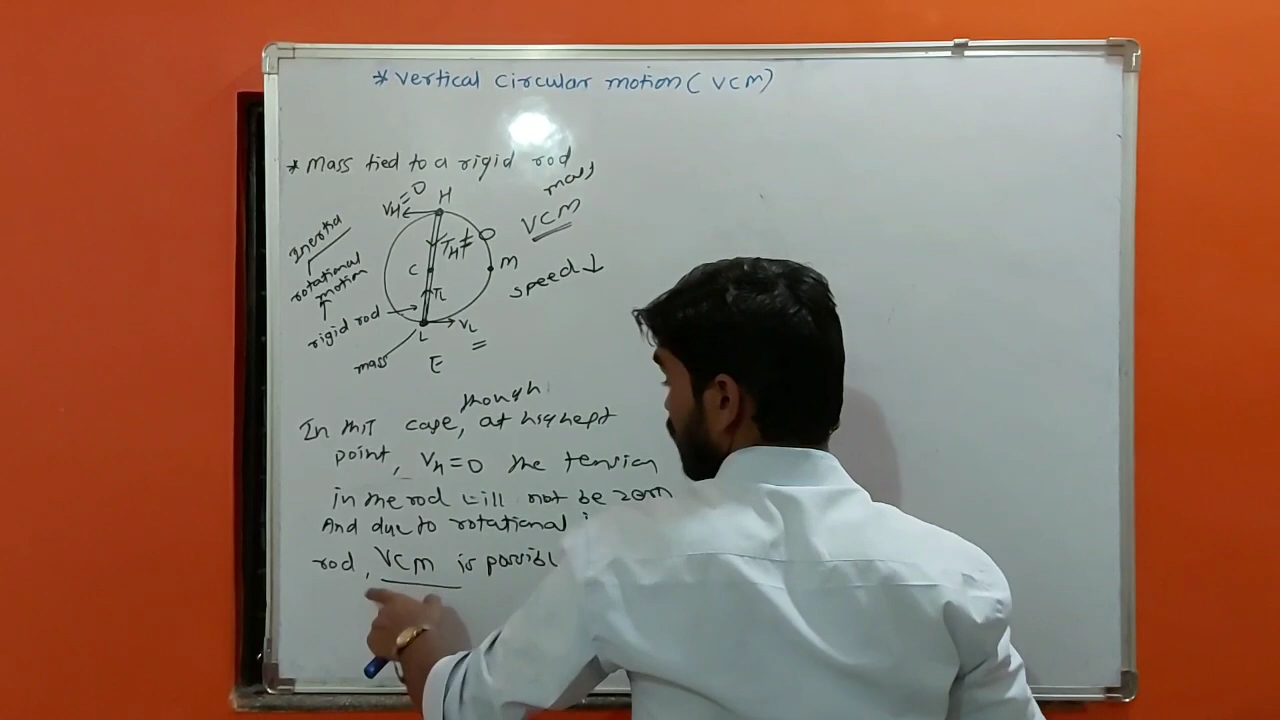 * Vertical Circular motion (VCM)
* Mass tied to a rigid rod
mass
VCM
speed ↓
VH = 0
H
TH ≠
C
M
TL
L
VL
E
mass
rigid rod
rotational motion
Inertia
though
In this case, at highest
point, VH = 0 the tension
in the rod will not be zero
And due to rotational
rod, VCM is possibl